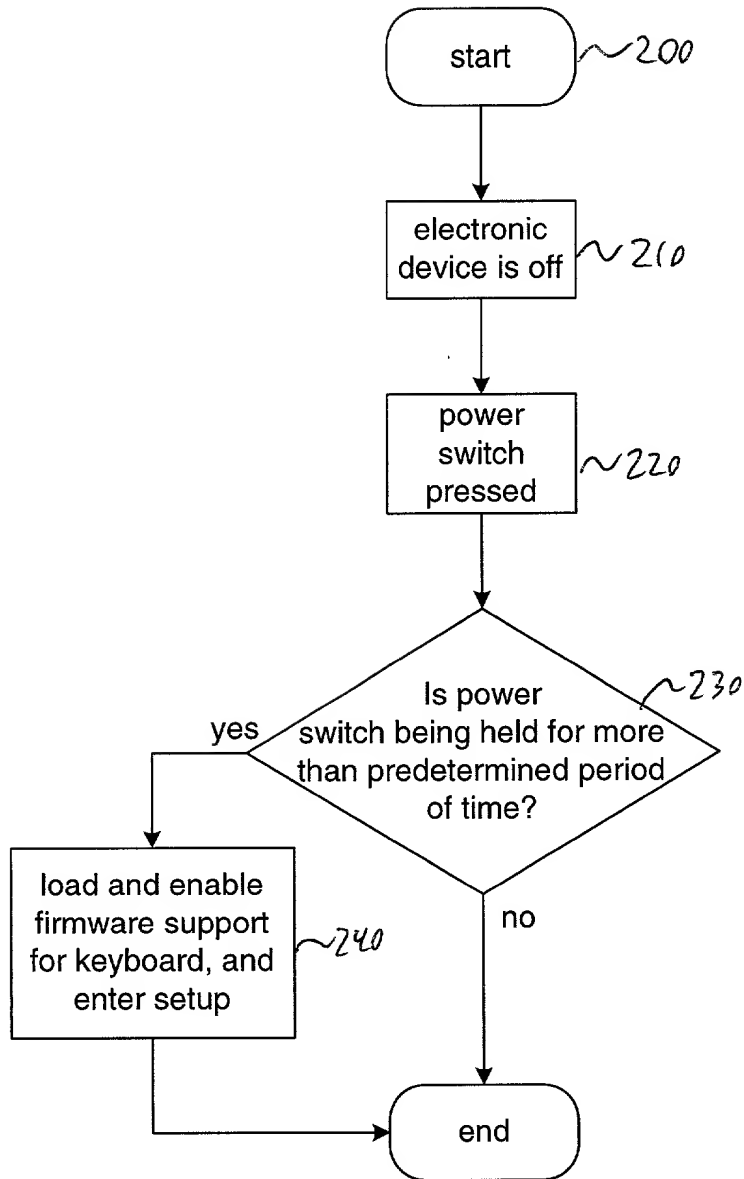 start
200
electronic
device is off
210
power
switch
pressed
220
Is power
switch being held for more
than predetermined period
of time?
230
yes
no
load and enable
firmware support
for keyboard, and
enter setup
240
end